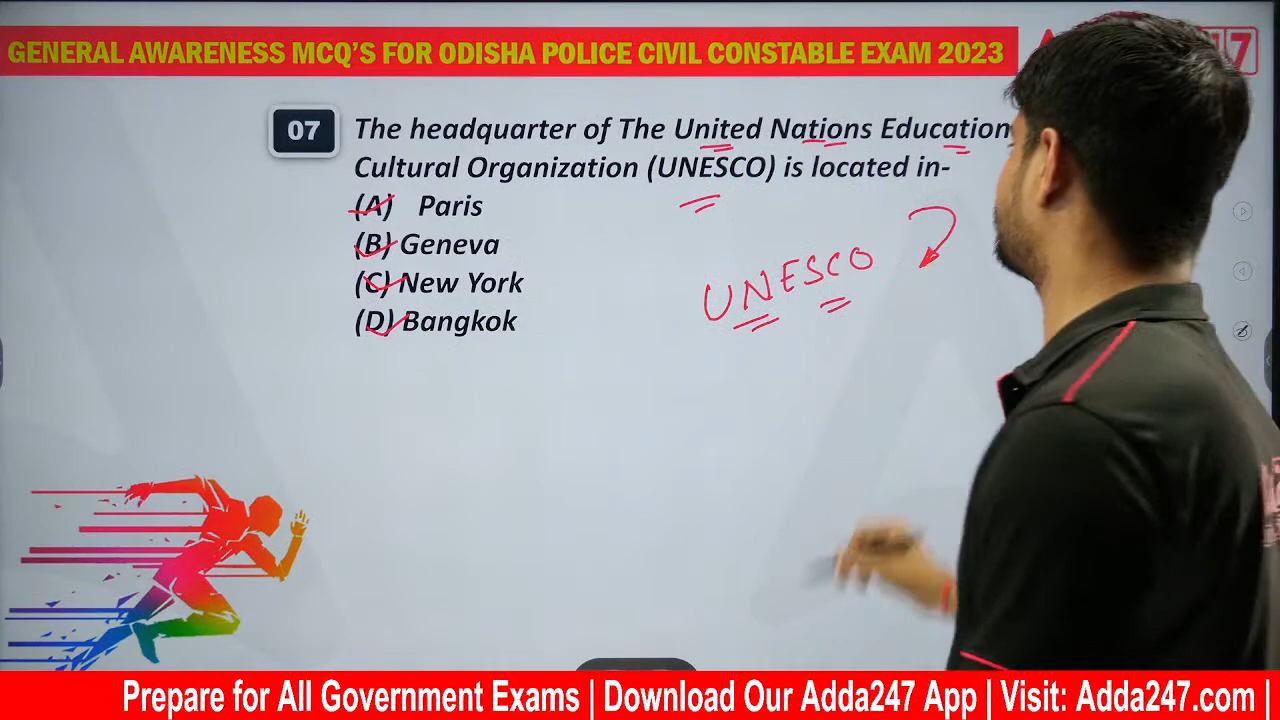 GENERAL AWARENESS MCQ'S FOR ODISHA POLICE CIVIL CONSTABLE EXAM 2023
07
The headquarter of The United Nations Education
Cultural Organization (UNESCO) is located in-
(A) Paris
(B) Geneva
(C) New York
(D) Bangkok
UNESCO
Prepare for All Government Exams | Download Our Adda247 App | Visit: Adda247.com |